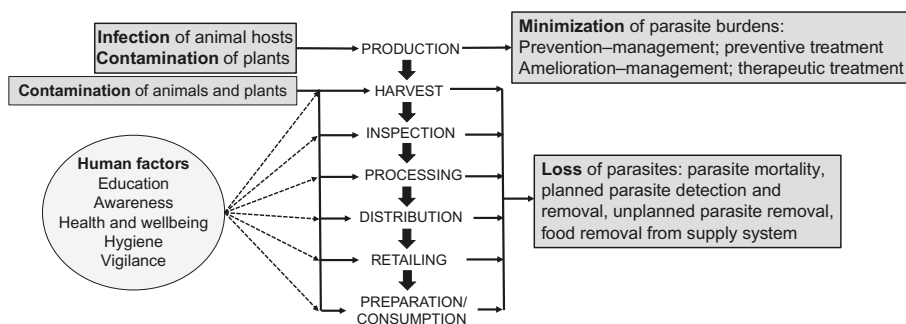 Infection of animal hosts
Contamination of plants
PRODUCTION
Minimization of parasite burdens:
Prevention–management; preventive treatment
Amelioration–management; therapeutic treatment
Contamination of animals and plants
HARVEST
INSPECTION
Human factors
Education
Awareness
Health and wellbeing
Hygiene
Vigilance
PROCESSING
DISTRIBUTION
RETAILING
PREPARATION/
CONSUMPTION
Loss of parasites: parasite mortality,
planned parasite detection and
removal, unplanned parasite removal,
food removal from supply system